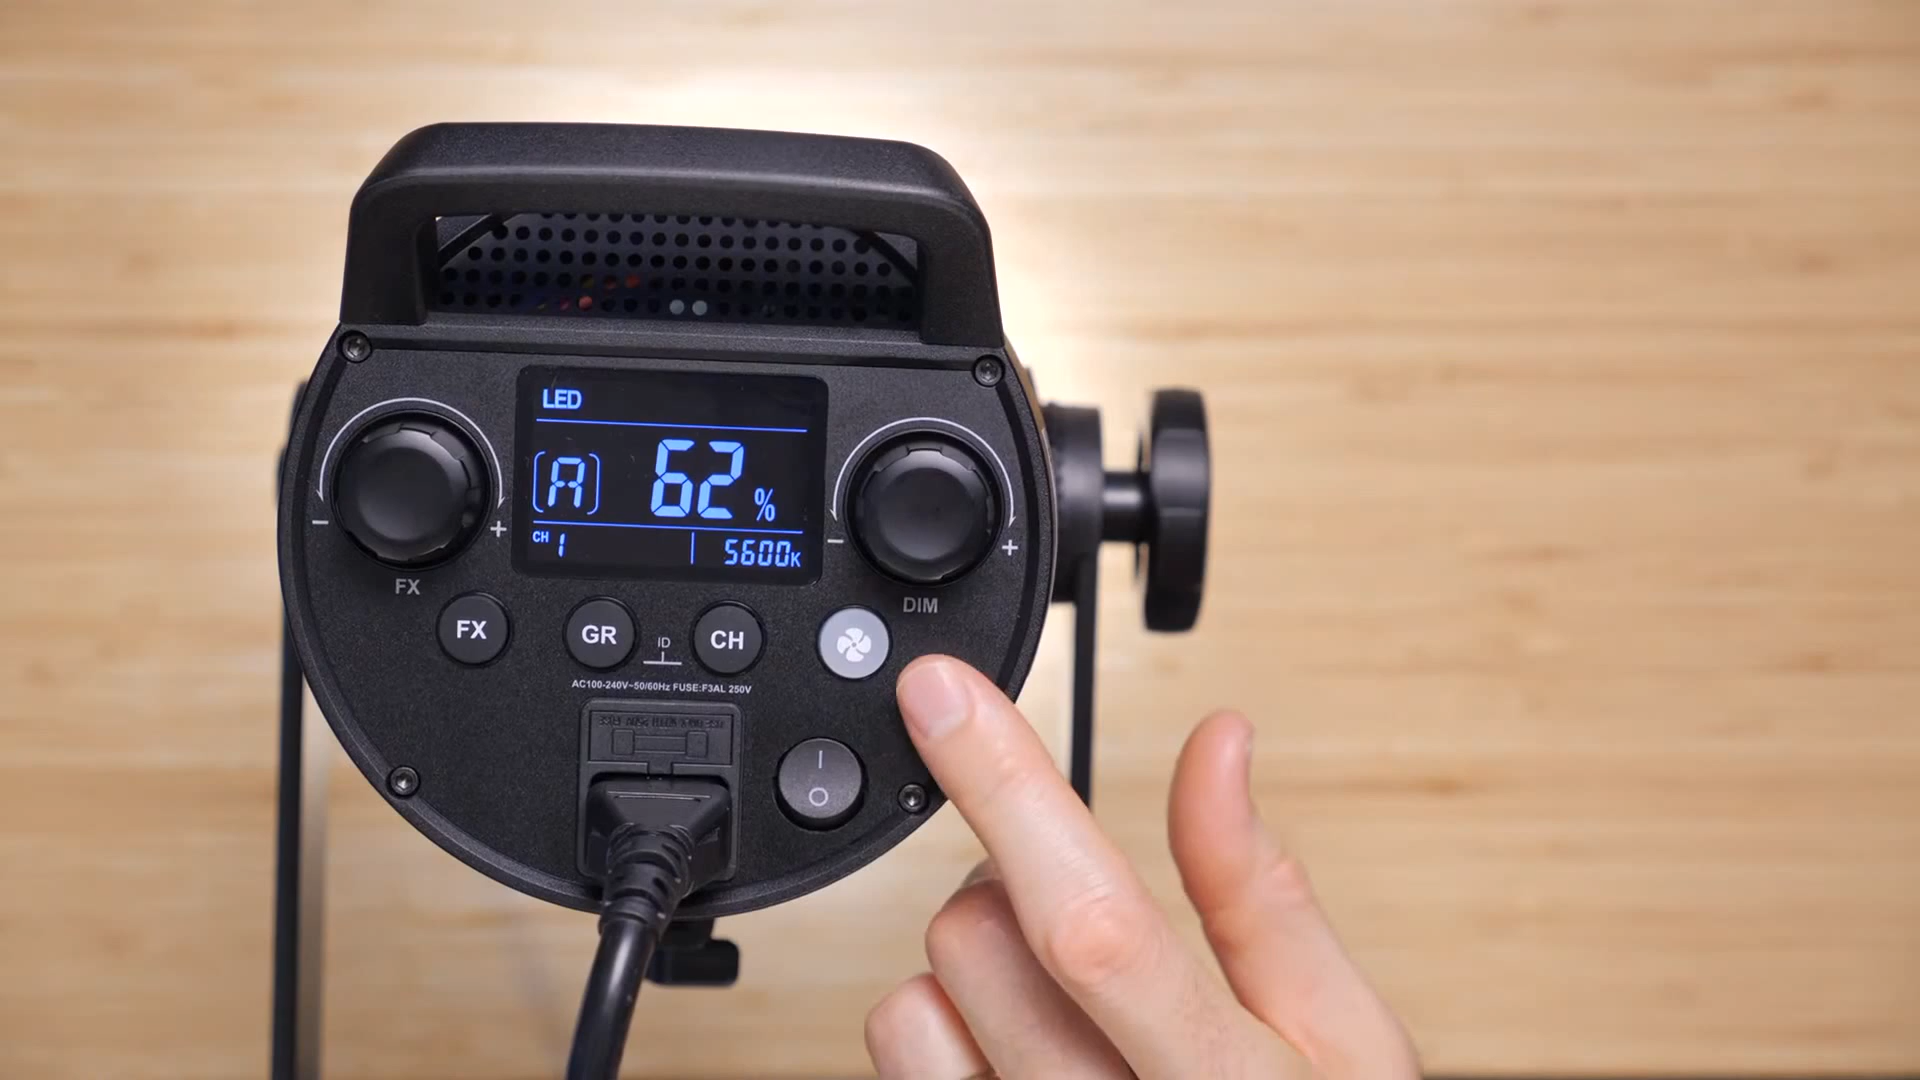 LED
[A] 62 %
CH 1 5600K
− + − +
FX DIM
FX GR ID CH
AC100-240V~50/60Hz FUSE:F3AL 250V
I
O